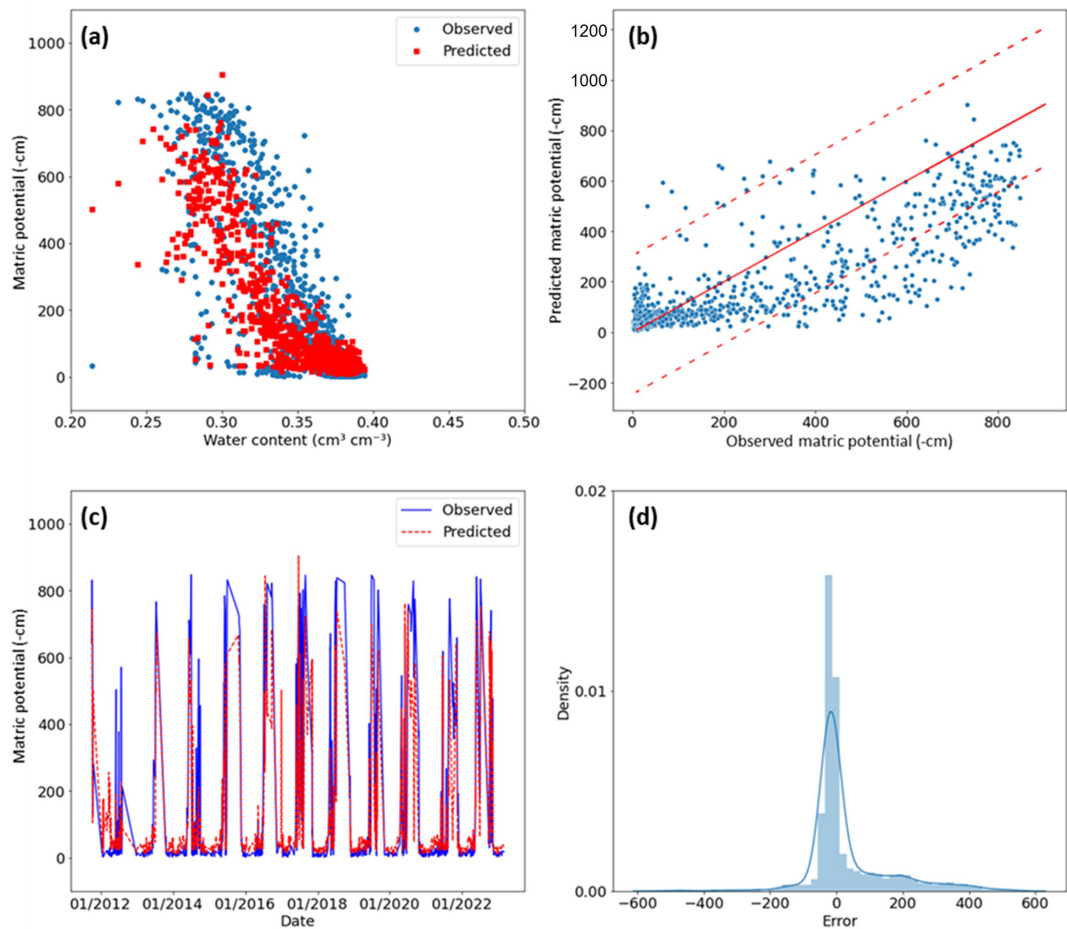 (a)
Observed
Predicted
1000
800
600
400
200
0
Matric potential (-cm)
0.20 0.25 0.30 0.35 0.40 0.45 0.50
Water content (cm³ cm⁻³)
(b)
1200
1000
800
600
400
200
0
−200
Predicted matric potential (-cm)
0 200 400 600 800
Observed matric potential (-cm)
(c)
Observed
Predicted
1000
800
600
400
200
0
Matric potential (-cm)
01/2012 01/2014 01/2016 01/2018 01/2020 01/2022
Date
(d)
0.02
0.01
0.00
Density
−600 −400 −200 0 200 400 600
Error